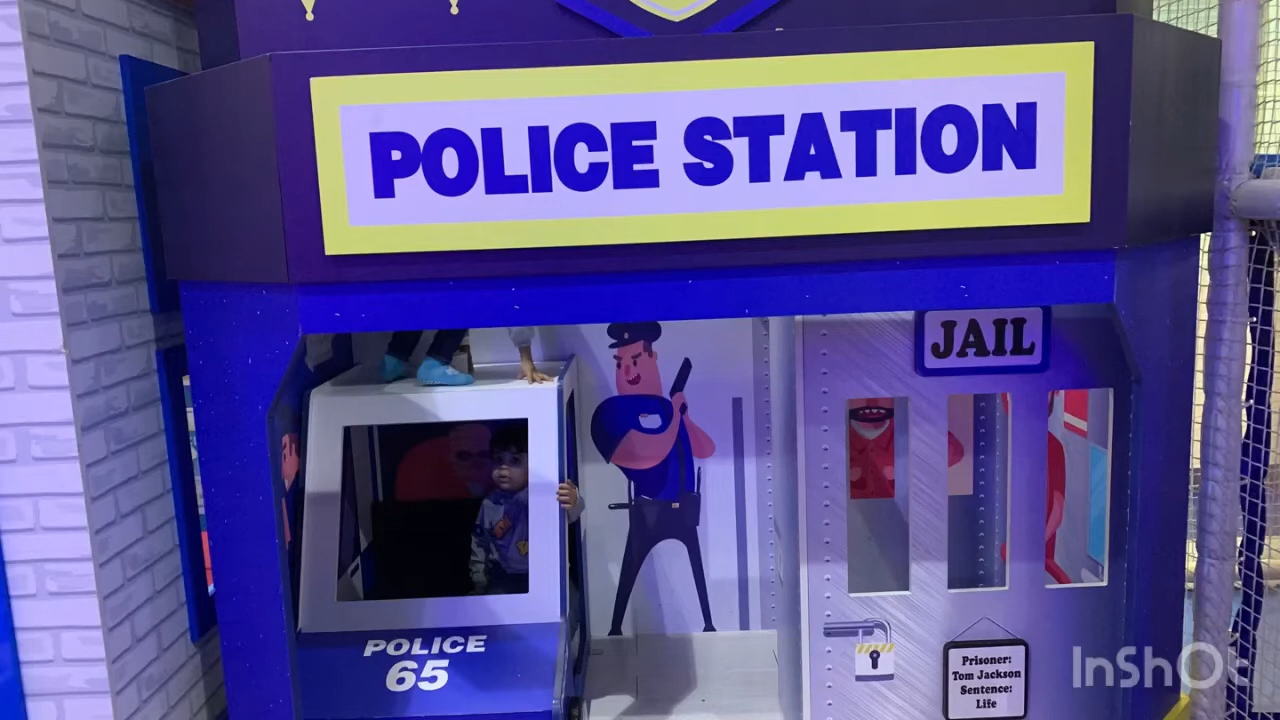 POLICE STATION
JAIL
POLICE
65
Prisoner:
Tom Jackson
Sentence:
Life
InShOt